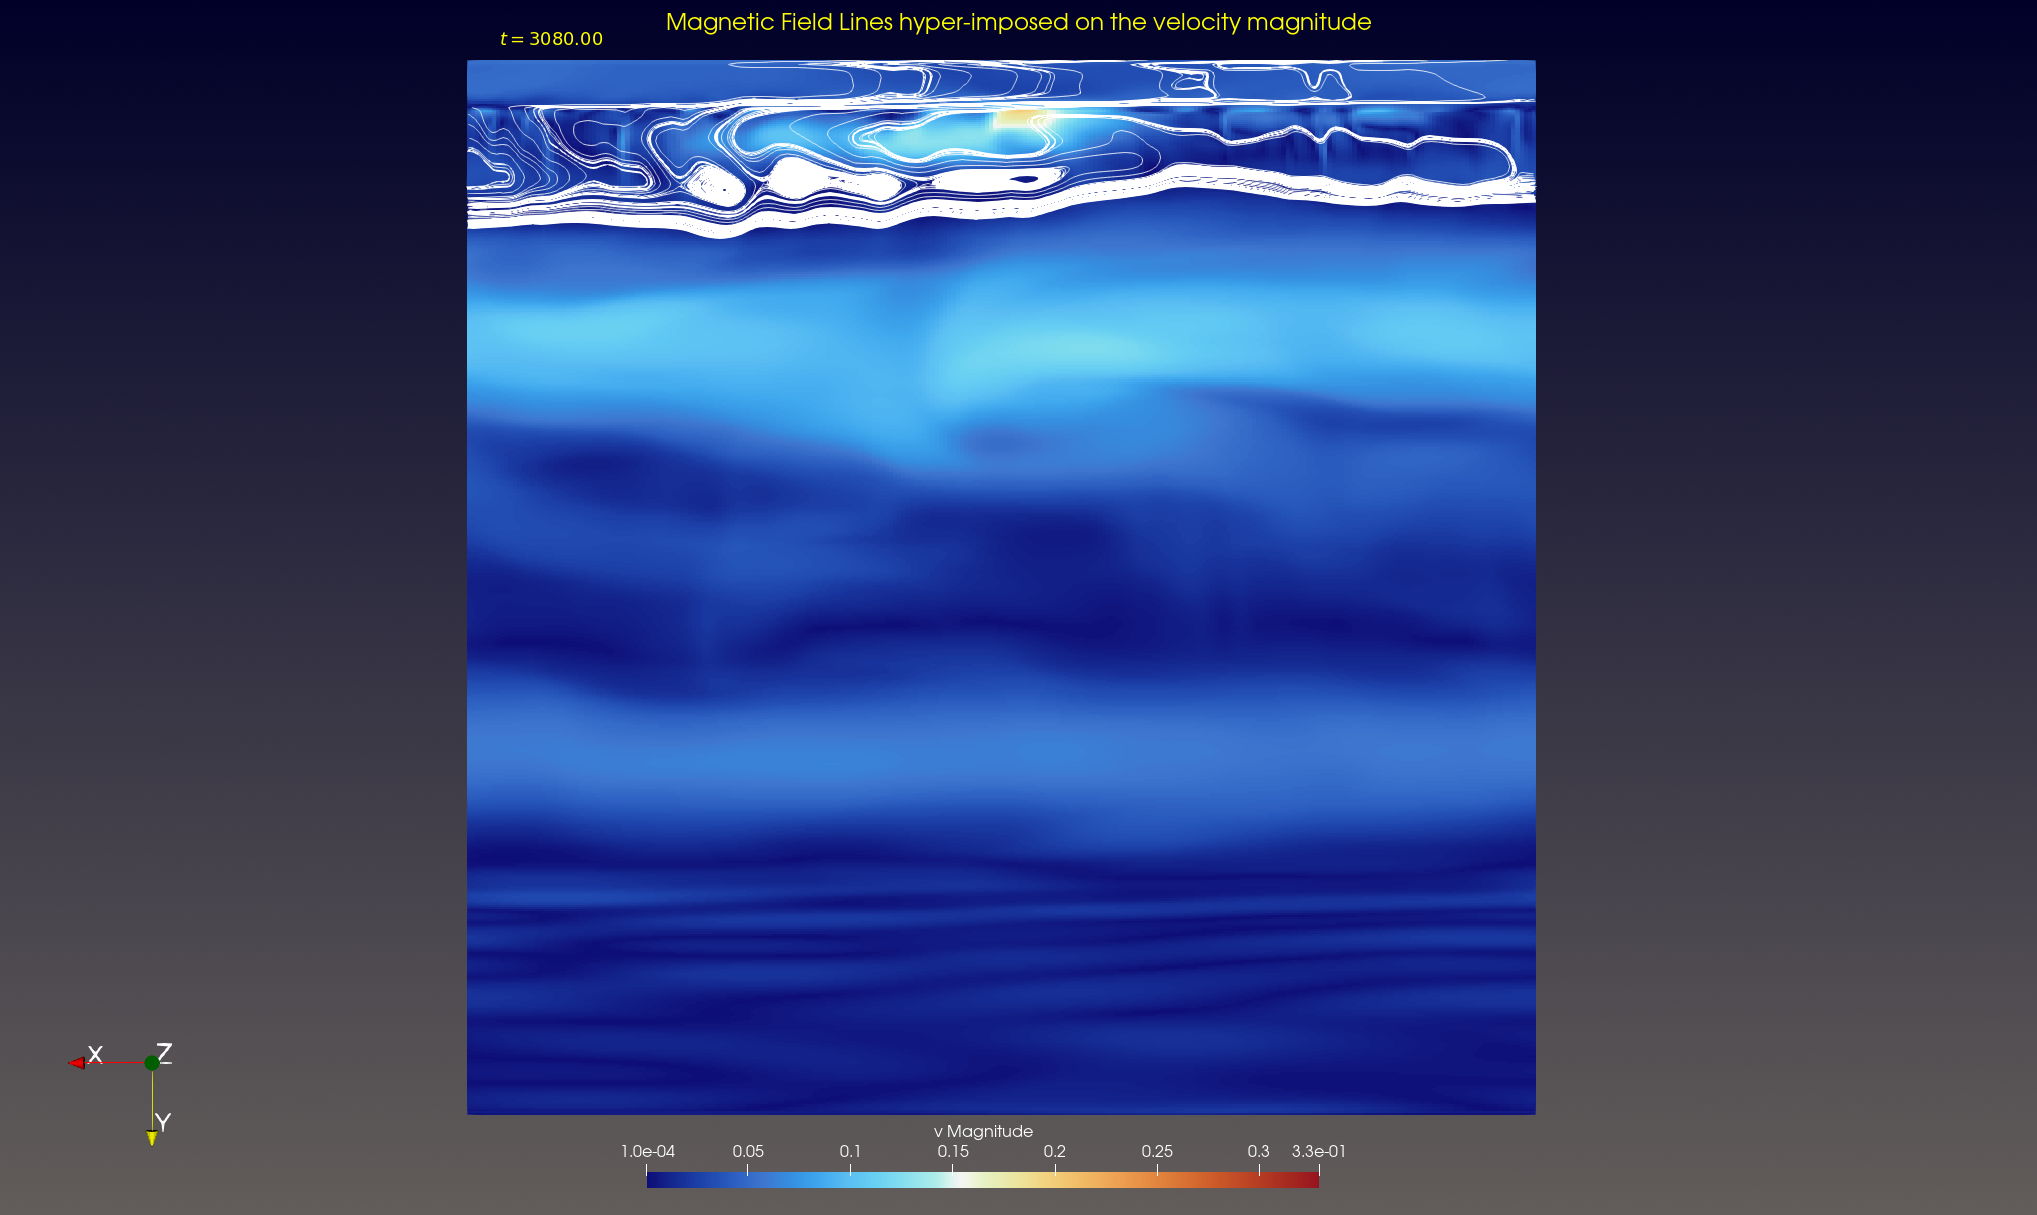 Magnetic Field Lines hyper-imposed on the velocity magnitude
t = 3080.00
X
Z
Y
v Magnitude
1.0e-04 0.05 0.1 0.15 0.2 0.25 0.3 3.3e-01